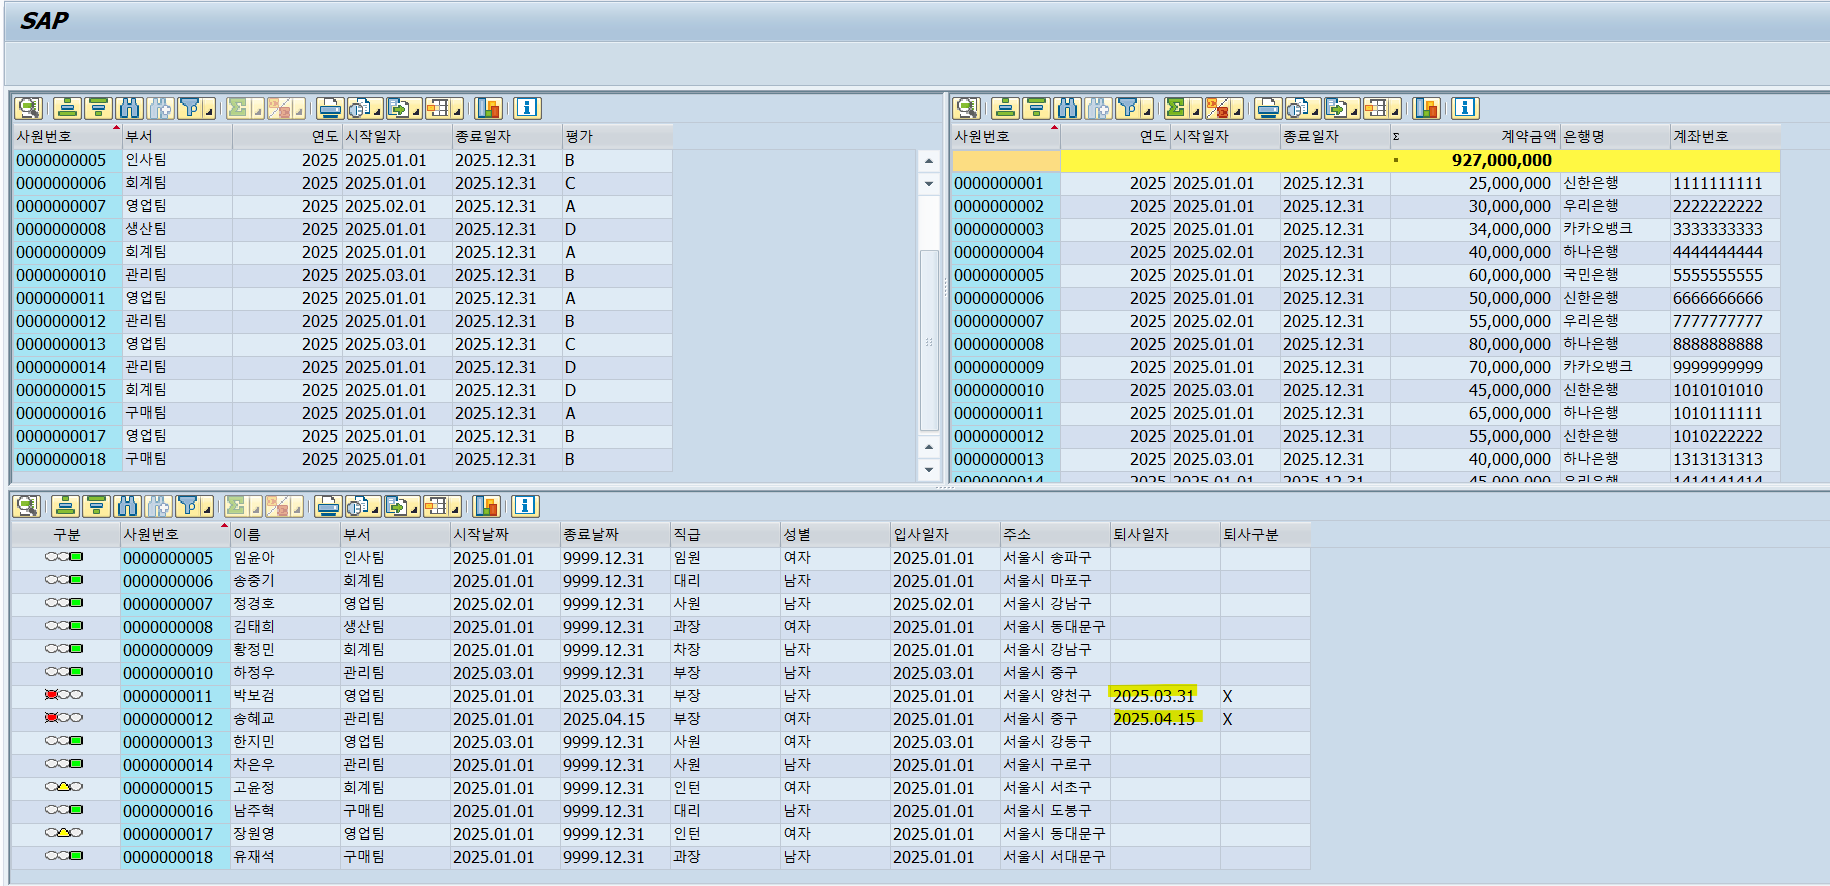 SAP
사원번호 부서 연도 시작일자 종료일자 평가
0000000005 인사팀 2025 2025.01.01 2025.12.31 B
0000000006 회계팀 2025 2025.01.01 2025.12.31 C
0000000007 영업팀 2025 2025.02.01 2025.12.31 A
0000000008 생산팀 2025 2025.01.01 2025.12.31 D
0000000009 회계팀 2025 2025.01.01 2025.12.31 A
0000000010 관리팀 2025 2025.03.01 2025.12.31 B
0000000011 영업팀 2025 2025.01.01 2025.12.31 A
0000000012 관리팀 2025 2025.01.01 2025.12.31 B
0000000013 영업팀 2025 2025.03.01 2025.12.31 C
0000000014 관리팀 2025 2025.01.01 2025.12.31 D
0000000015 회계팀 2025 2025.01.01 2025.12.31 D
0000000016 구매팀 2025 2025.01.01 2025.12.31 A
0000000017 영업팀 2025 2025.01.01 2025.12.31 B
0000000018 구매팀 2025 2025.01.01 2025.12.31 B
사원번호 연도 시작일자 종료일자 Σ 계약금액 은행명 계좌번호
927,000,000
0000000001 2025 2025.01.01 2025.12.31 25,000,000 신한은행 1111111111
0000000002 2025 2025.01.01 2025.12.31 30,000,000 우리은행 2222222222
0000000003 2025 2025.01.01 2025.12.31 34,000,000 카카오뱅크 3333333333
0000000004 2025 2025.02.01 2025.12.31 40,000,000 하나은행 4444444444
0000000005 2025 2025.01.01 2025.12.31 60,000,000 국민은행 5555555555
0000000006 2025 2025.01.01 2025.12.31 50,000,000 신한은행 6666666666
0000000007 2025 2025.02.01 2025.12.31 55,000,000 우리은행 7777777777
0000000008 2025 2025.01.01 2025.12.31 80,000,000 하나은행 8888888888
0000000009 2025 2025.01.01 2025.12.31 70,000,000 카카오뱅크 9999999999
0000000010 2025 2025.03.01 2025.12.31 45,000,000 신한은행 1010101010
0000000011 2025 2025.01.01 2025.12.31 65,000,000 하나은행 1010111111
0000000012 2025 2025.01.01 2025.12.31 55,000,000 신한은행 1010222222
0000000013 2025 2025.03.01 2025.12.31 40,000,000 하나은행 1313131313
0000000014 2025 2025.01.01 2025.12.31 45,000,000 우리은행 1414141414
구분 사원번호 이름 부서 시작날짜 종료날짜 직급 성별 입사일자 주소 퇴사일자 퇴사구분
0000000005 임윤아 인사팀 2025.01.01 9999.12.31 임원 여자 2025.01.01 서울시 송파구
0000000006 송중기 회계팀 2025.01.01 9999.12.31 대리 남자 2025.01.01 서울시 마포구
0000000007 정경호 영업팀 2025.02.01 9999.12.31 사원 남자 2025.02.01 서울시 강남구
0000000008 김태희 생산팀 2025.01.01 9999.12.31 과장 여자 2025.01.01 서울시 동대문구
0000000009 황정민 회계팀 2025.01.01 9999.12.31 차장 남자 2025.01.01 서울시 강남구
0000000010 하정우 관리팀 2025.03.01 9999.12.31 부장 남자 2025.03.01 서울시 중구
0000000011 박보검 영업팀 2025.01.01 2025.03.31 부장 남자 2025.01.01 서울시 양천구 2025.03.31 X
0000000012 송혜교 관리팀 2025.01.01 2025.04.15 부장 여자 2025.01.01 서울시 중구 2025.04.15 X
0000000013 한지민 영업팀 2025.03.01 9999.12.31 사원 여자 2025.03.01 서울시 강동구
0000000014 차은우 관리팀 2025.01.01 9999.12.31 사원 남자 2025.01.01 서울시 구로구
0000000015 고윤정 회계팀 2025.01.01 9999.12.31 인턴 여자 2025.01.01 서울시 서초구
0000000016 남주혁 구매팀 2025.01.01 9999.12.31 대리 남자 2025.01.01 서울시 도봉구
0000000017 장원영 영업팀 2025.01.01 9999.12.31 인턴 여자 2025.01.01 서울시 동대문구
0000000018 유재석 구매팀 2025.01.01 9999.12.31 과장 남자 2025.01.01 서울시 서대문구